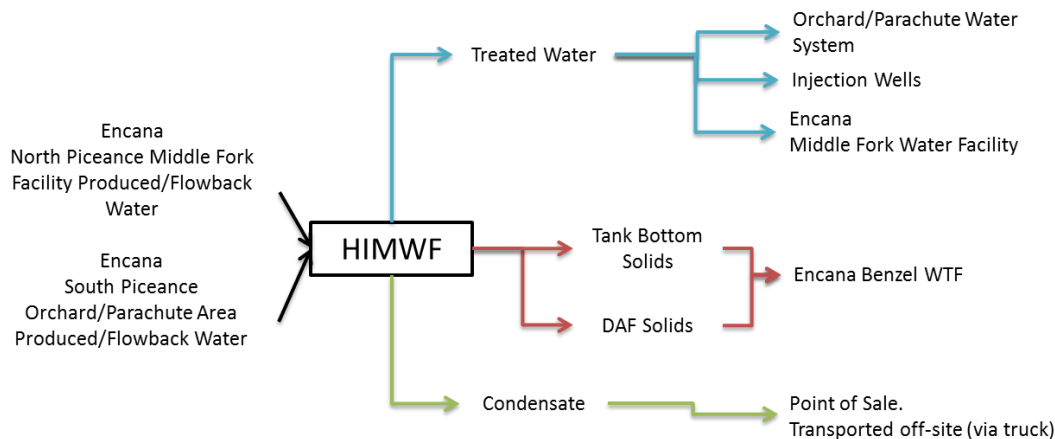 Encana
North Piceance Middle Fork
Facility Produced/Flowback
Water
Encana
South Piceance
Orchard/Parachute Area
Produced/Flowback Water
HIMWF
Treated Water
Orchard/Parachute Water
System
Injection Wells
Encana
Middle Fork Water Facility
Tank Bottom
Solids
DAF Solids
Encana Benzel WTF
Condensate
Point of Sale.
Transported off-site (via truck)